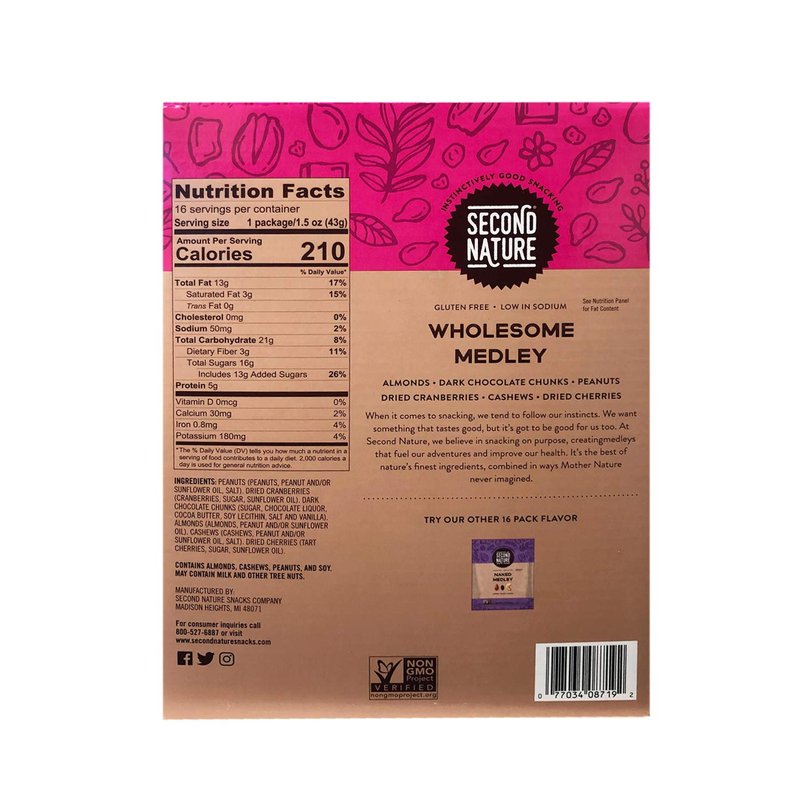 Nutrition Facts
16 servings per container
Serving size 1 package/1.5 oz (43g)
Amount Per Serving
Calories 210
% Daily Value*
Total Fat 13g 17%
Saturated Fat 3g 15%
Trans Fat 0g
Cholesterol 0mg 0%
Sodium 50mg 2%
Total Carbohydrate 21g 8%
Dietary Fiber 3g 11%
Total Sugars 16g
Includes 13g Added Sugars 26%
Protein 5g
Vitamin D 0mcg 0%
Calcium 30mg 2%
Iron 0.8mg 4%
Potassium 180mg 4%
*The % Daily Value (DV) tells you how much a nutrient in a
serving of food contributes to a daily diet. 2,000 calories a
day is used for general nutrition advice.
INGREDIENTS: PEANUTS (PEANUTS, PEANUT AND/OR
SUNFLOWER OIL, SALT). DRIED CRANBERRIES
(CRANBERRIES, SUGAR, SUNFLOWER OIL). DARK
CHOCOLATE CHUNKS (SUGAR, CHOCOLATE LIQUOR,
COCOA BUTTER, SOY LECITHIN, SALT AND VANILLA).
ALMONDS (ALMONDS, PEANUT AND/OR SUNFLOWER
OIL). CASHEWS (CASHEWS, PEANUT AND/OR
SUNFLOWER OIL, SALT). DRIED CHERRIES (TART
CHERRIES, SUGAR, SUNFLOWER OIL).
CONTAINS ALMONDS, CASHEWS, PEANUTS, AND SOY.
MAY CONTAIN MILK AND OTHER TREE NUTS.
MANUFACTURED BY:
SECOND NATURE SNACKS COMPANY
MADISON HEIGHTS, MI 48071
For consumer inquiries call
800-527-6887 or visit
www.secondnaturesnacks.com
INSTINCTIVELY GOOD SNACKING
SECOND
NATURE
GLUTEN FREE • LOW IN SODIUM
See Nutrition Panel
for Fat Content
WHOLESOME
MEDLEY
ALMONDS • DARK CHOCOLATE CHUNKS • PEANUTS
DRIED CRANBERRIES • CASHEWS • DRIED CHERRIES
When it comes to snacking, we tend to follow our instincts. We want
something that tastes good, but it's got to be good for us too. At
Second Nature, we believe in snacking on purpose, creatingmedleys
that fuel our adventures and improve our health. It's the best of
nature's finest ingredients, combined in ways Mother Nature
never imagined.
TRY OUR OTHER 16 PACK FLAVOR
SECOND
NATURE
NAKED
MEDLEY
NON
GMO
Project
VERIFIED
nongmoproject.org
0 77034 08719 2